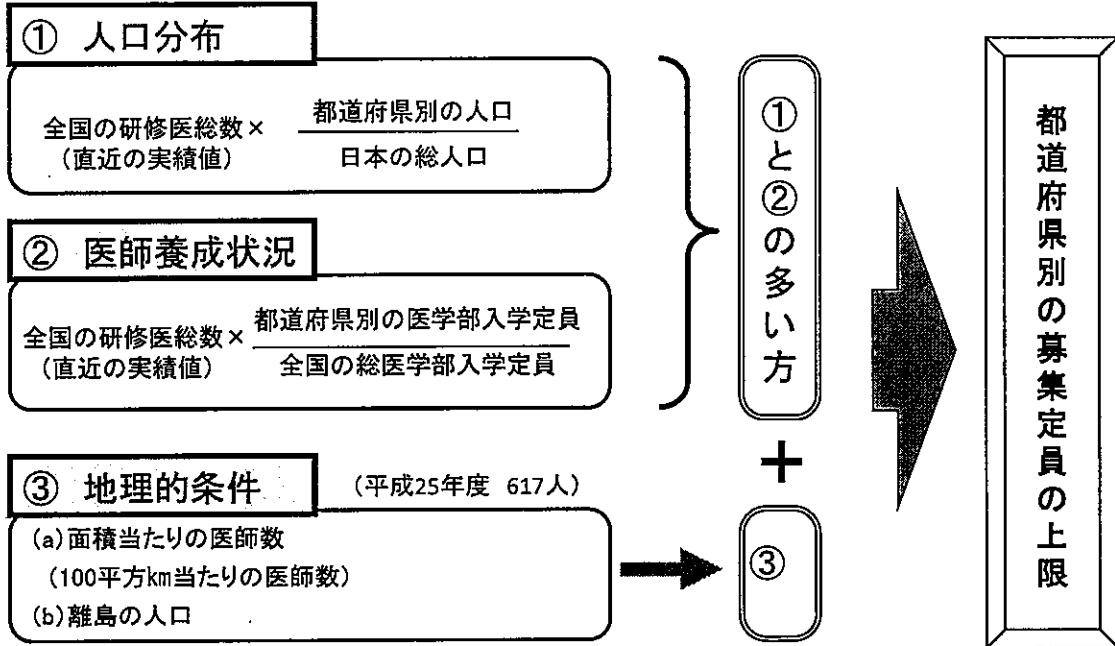 ① 人口分布
全国の研修医総数×
(直近の実績値)
都道府県別の人口
日本の総人口
② 医師養成状況
全国の研修医総数×
(直近の実績値)
都道府県別の医学部入学定員
全国の総医学部入学定員
①と②の多い方
③ 地理的条件
(平成25年度 617人)
(a)面積当たりの医師数
(100平方km当たりの医師数)
(b)離島の人口
+
③
都道府県別の募集定員の上限